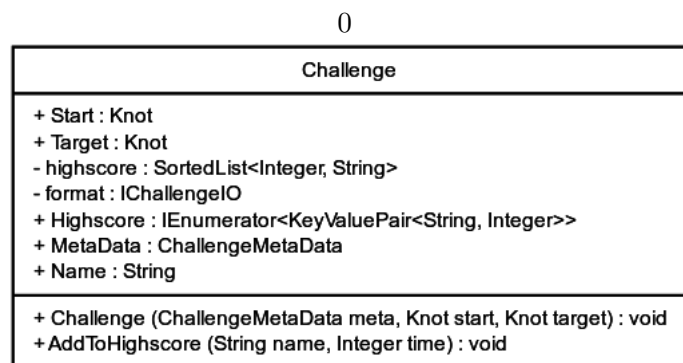 0
Challenge
+ Start : Knot
+ Target : Knot
- highscore : SortedList<Integer, String>
- format : IChallengeIO
+ Highscore : IEnumerator<KeyValuePair<String, Integer>>
+ MetaData : ChallengeMetaData
+ Name : String
+ Challenge (ChallengeMetaData meta, Knot start, Knot target) : void
+AddToHighscore (String name, Integer time) : void